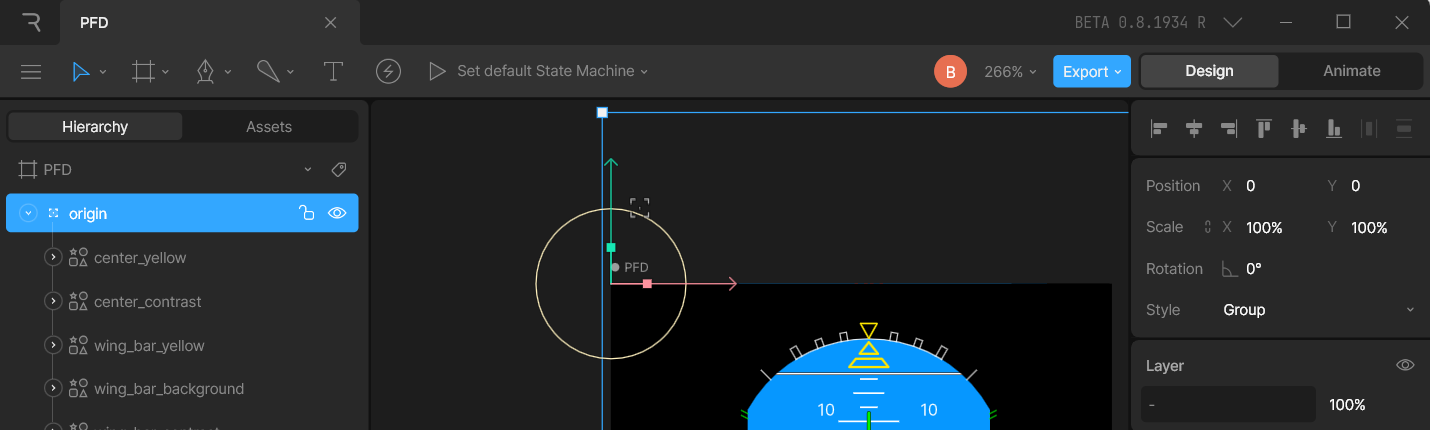 PFD
BETA 0.8.1934 R
Set default State Machine
B
266%
Export
Design
Animate
Hierarchy
Assets
PFD
origin
center_yellow
center_contrast
wing_bar_yellow
wing_bar_background
PFD
10 10
Position X 0 Y 0
Scale X 100% Y 100%
Rotation 0°
Style Group
Layer
- 100%